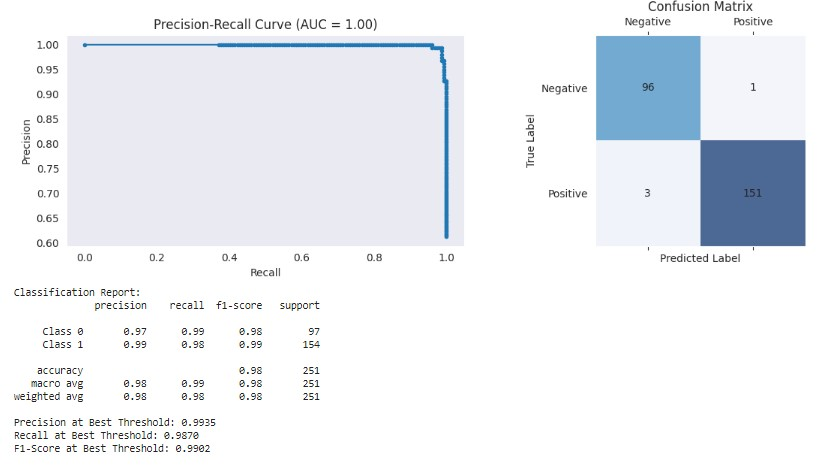 Precision-Recall Curve (AUC = 1.00)
1.00
0.95
0.90
0.85
0.80
0.75
0.70
0.65
0.60
Precision
0.0 0.2 0.4 0.6 0.8 1.0
Recall
Confusion Matrix
Negative Positive
True Label
Negative 96 1
Positive 3 151
Predicted Label
Classification Report:
precision recall f1-score support
Class 0 0.97 0.99 0.98 97
Class 1 0.99 0.98 0.99 154
accuracy 0.98 251
macro avg 0.98 0.99 0.98 251
weighted avg 0.98 0.98 0.98 251
Precision at Best Threshold: 0.9935
Recall at Best Threshold: 0.9870
F1-Score at Best Threshold: 0.9902